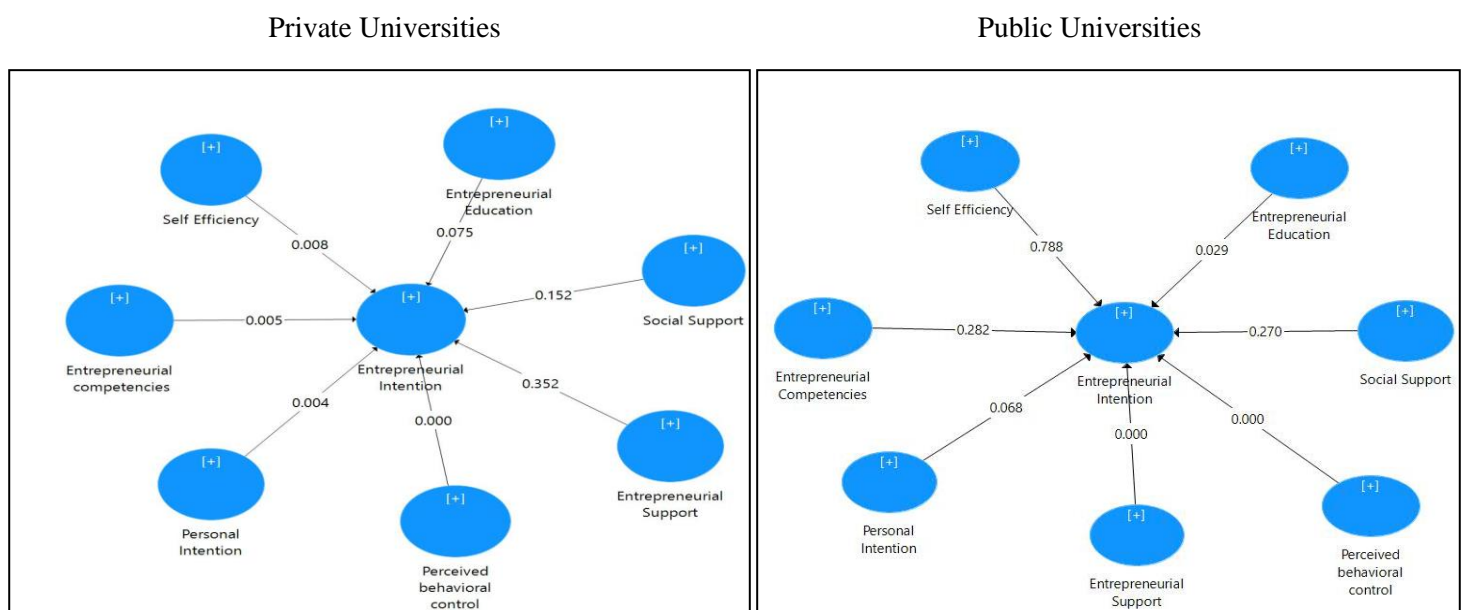 Private Universities
Public Universities
[+]
Self Efficiency
[+]
Entrepreneurial
Education
[+]
Social Support
[+]
Entrepreneurial
competencies
[+]
Entrepreneurial
Intention
[+]
Personal
Intention
[+]
Perceived
behavioral
control
[+]
Entrepreneurial
Support
0.008
0.075
0.152
0.005
0.352
0.004
0.000
[+]
Self Efficiency
[+]
Entrepreneurial
Education
[+]
Social Support
[+]
Entrepreneurial
Competencies
[+]
Entrepreneurial
Intention
[+]
Personal
Intention
[+]
Entrepreneurial
Support
[+]
Perceived
behavioral
control
0.788
0.029
0.282
0.270
0.068
0.000
0.000